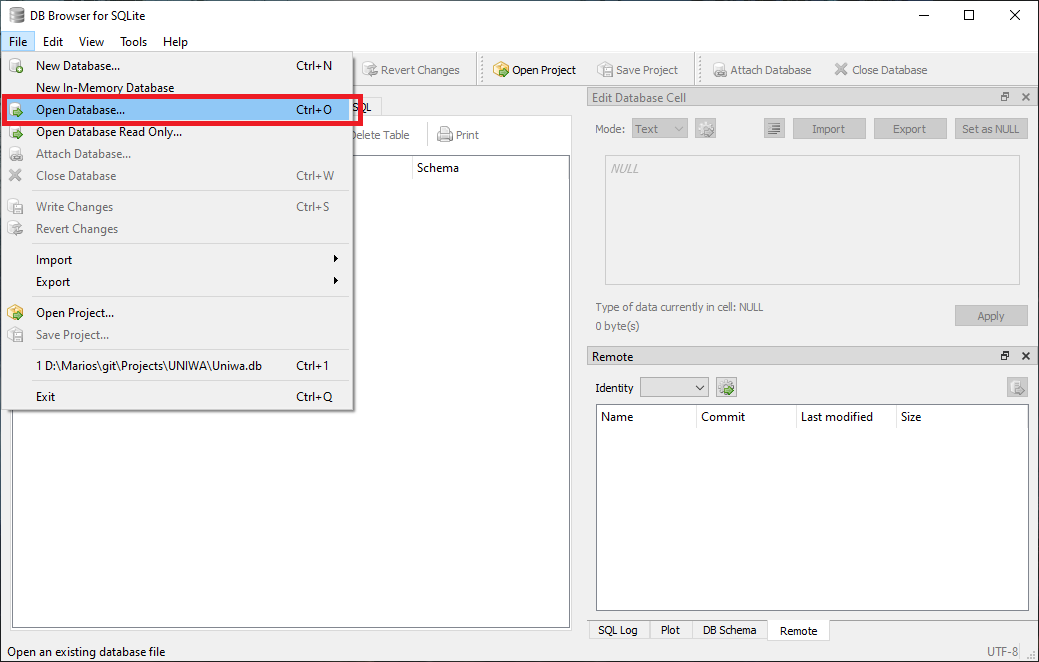 DB Browser for SQLite
File Edit View Tools Help
New Database... Ctrl+N
New In-Memory Database
Open Database... Ctrl+O
Open Database Read Only...
Attach Database...
Close Database Ctrl+W
Write Changes Ctrl+S
Revert Changes
Import
Export
Open Project...
Save Project...
1 D:\Marios\git\Projects\UNIWA\Uniwa.db Ctrl+1
Exit Ctrl+Q
Revert Changes Open Project Save Project Attach Database Close Database
SQL
Delete Table Print
Schema
Edit Database Cell
Mode: Text Import Export Set as NULL
NULL
Type of data currently in cell: NULL
0 byte(s)
Apply
Remote
Identity
Name Commit Last modified Size
SQL Log Plot DB Schema Remote
Open an existing database file UTF-8